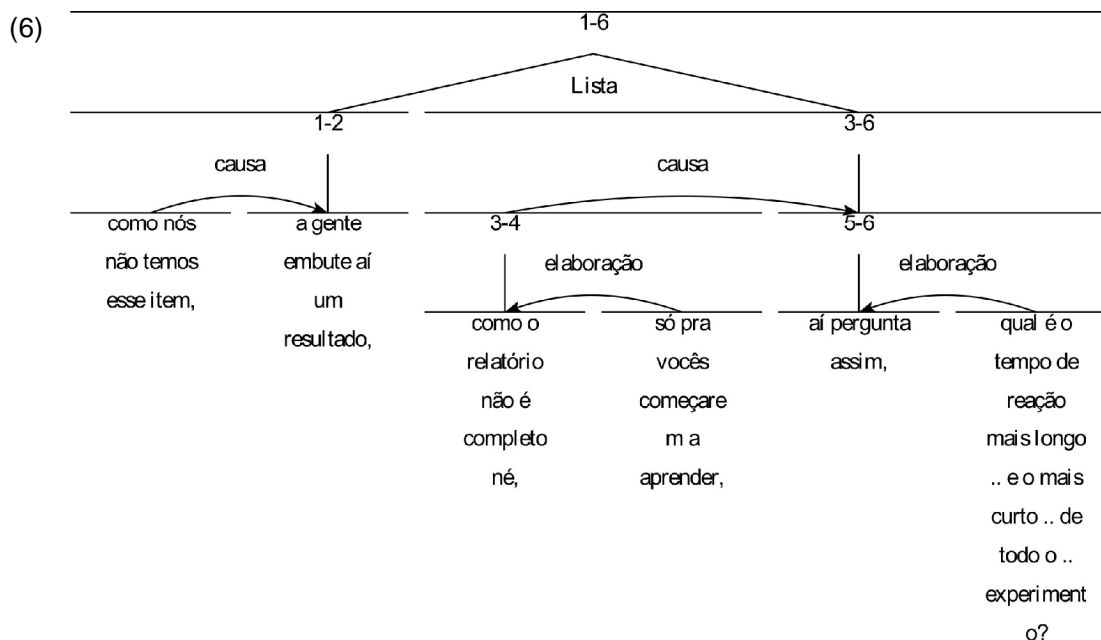 (6)
1-6
Lista
1-2
3-6
causa
causa
como nós
não temos
esse item,
a gente
embute aí
um
resultado,
3-4
5-6
elaboração
elaboração
como o
relatório
não é
completo
né,
só pra
vocês
começare
m a
aprender,
aí pergunta
assim,
qual é o
tempo de
reação
mais longo
.. e o mais
curto .. de
todo o ..
experiment
o?